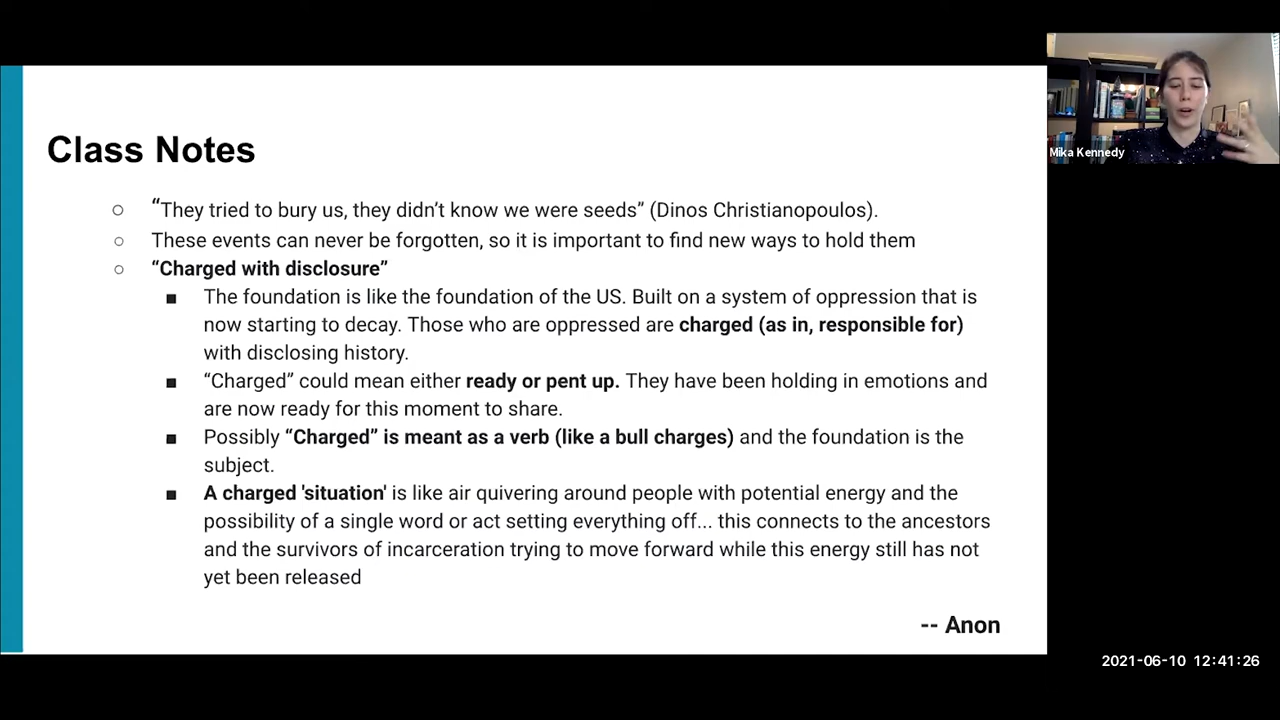 Class Notes
“They tried to bury us, they didn’t know we were seeds” (Dinos Christianopoulos).
These events can never be forgotten, so it is important to find new ways to hold them
“Charged with disclosure”
The foundation is like the foundation of the US. Built on a system of oppression that is
now starting to decay. Those who are oppressed are charged (as in, responsible for)
with disclosing history.
“Charged” could mean either ready or pent up. They have been holding in emotions and
are now ready for this moment to share.
Possibly “Charged” is meant as a verb (like a bull charges) and the foundation is the
subject.
A charged 'situation' is like air quivering around people with potential energy and the
possibility of a single word or act setting everything off... this connects to the ancestors
and the survivors of incarceration trying to move forward while this energy still has not
yet been released
-- Anon
Mika Kennedy
2021-06-10 12:41:26